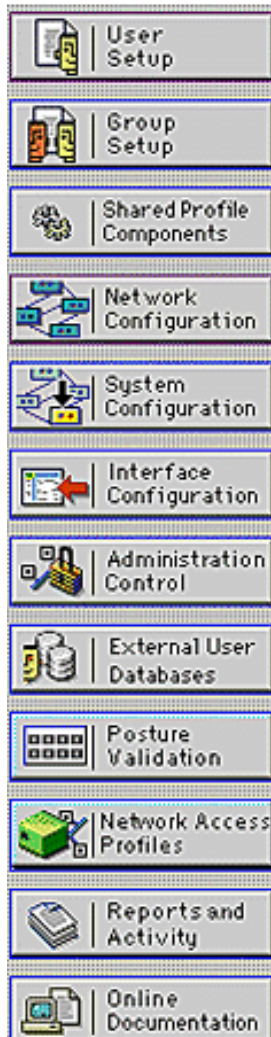 User
Setup
Group
Setup
Shared Profile
Components
Network
Configuration
System
Configuration
Interface
Configuration
Administration
Control
External User
Databases
Posture
Validation
Network Access
Profiles
Reports and
Activity
Online
Documentation